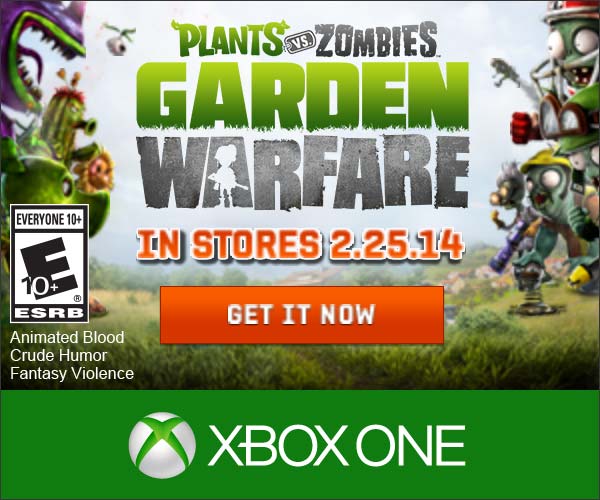 PLANTS VS. ZOMBIES™
GARDEN
WARFARE
IN STORES 2.25.14
GET IT NOW
EVERYONE 10+
E
10+
ESRB
Animated Blood
Crude Humor
Fantasy Violence
XBOX ONE